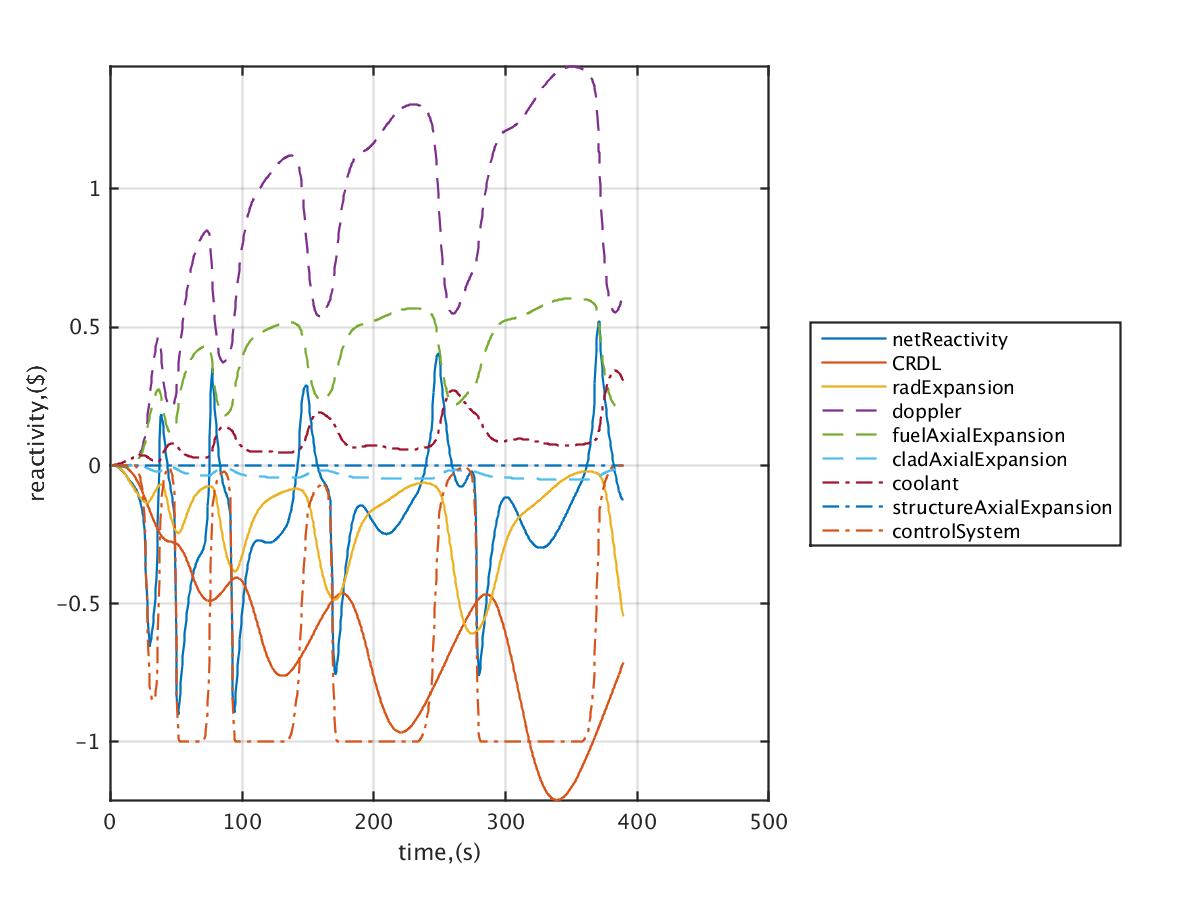 1
0.5
0
−0.5
−1
reactivity,($)
0
100
200
300
400
500
time,(s)
netReactivity
CRDL
radExpansion
doppler
fuelAxialExpansion
cladAxialExpansion
coolant
structureAxialExpansion
controlSystem